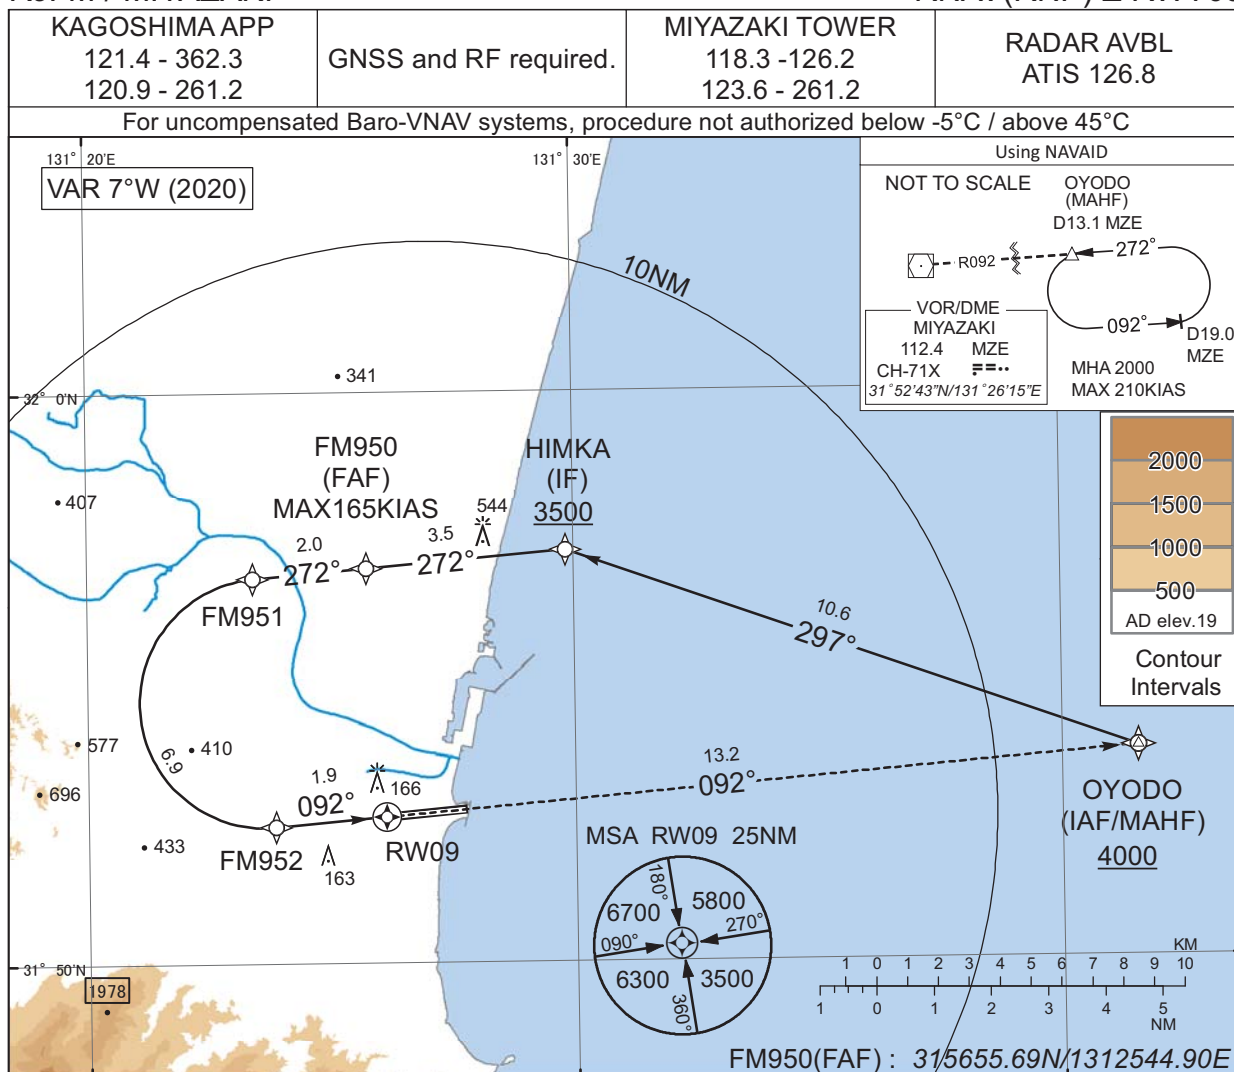 KAGOSHIMA APP
121.4 - 362.3
120.9 - 261.2
GNSS and RF required.
MIYAZAKI TOWER
118.3 -126.2
123.6 - 261.2
RADAR AVBL
ATIS 126.8
For uncompensated Baro-VNAV systems, procedure not authorized below -5°C / above 45°C
131° 20'E
131° 30'E
VAR 7°W (2020)
Using NAVAID
NOT TO SCALE
OYODO
(MAHF)
D13.1 MZE
R092
272°
092°
D19.0
MZE
VOR/DME
MIYAZAKI
112.4 MZE
CH-71X
31°52'43"N/131°26'15"E
MHA 2000
MAX 210KIAS
10NM
341
32° 0'N
407
FM950
(FAF)
MAX165KIAS
HIMKA
(IF)
3500
544
2.0
272°
3.5
272°
FM951
10.6
297°
2000
1500
1000
500
AD elev.19
Contour
Intervals
577
410
6.9
696
433
1.9
092°
166
FM952
RW09
163
13.2
092°
OYODO
(IAF/MAHF)
4000
MSA RW09 25NM
180°
6700
5800
270°
090°
6300
3500
360°
31° 50'N
1978
KM
1 0 1 2 3 4 5 6 7 8 9 10
1 0 1 2 3 4 5
NM
FM950(FAF) : 315655.69N/1312544.90E